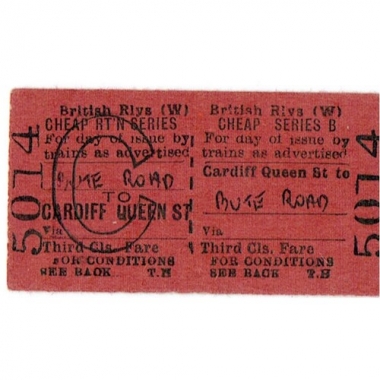 5014
British Rlys (W)
CHEAP RT'N SERIES
For day of issue by
trains as advertised
BUTE ROAD
TO
CARDIFF QUEEN ST
Via
Third Cls. Fare
FOR CONDITIONS
SEE BACK T.H
C
British Rlys (W)
CHEAP SERIES B
For day of issue by
trains as advertised
Cardiff Queen St to
BUTE ROAD
Via
Third Cls. Fare
FOR CONDITIONS
SEE BACK T.H
5014